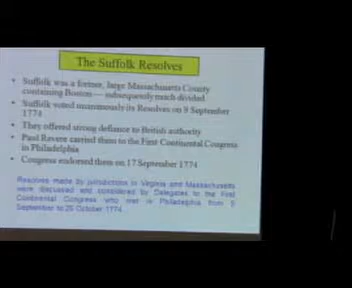 The Suffolk Resolves
• Suffolk was a former, large Massachusetts County
containing Boston — subsequently much divided
• Suffolk voted unanimously its Resolves on 9 September
1774
• They offered strong defiance to British authority
• Paul Revere carried them to the First Continental Congress
in Philadelphia
• Congress endorsed them on 17 September 1774
Resolves made by jurisdictions in Virginia and Massachusetts
were discussed and considered by Delegates to the First
Continental Congress who met in Philadelphia from 5
September to 26 October 1774